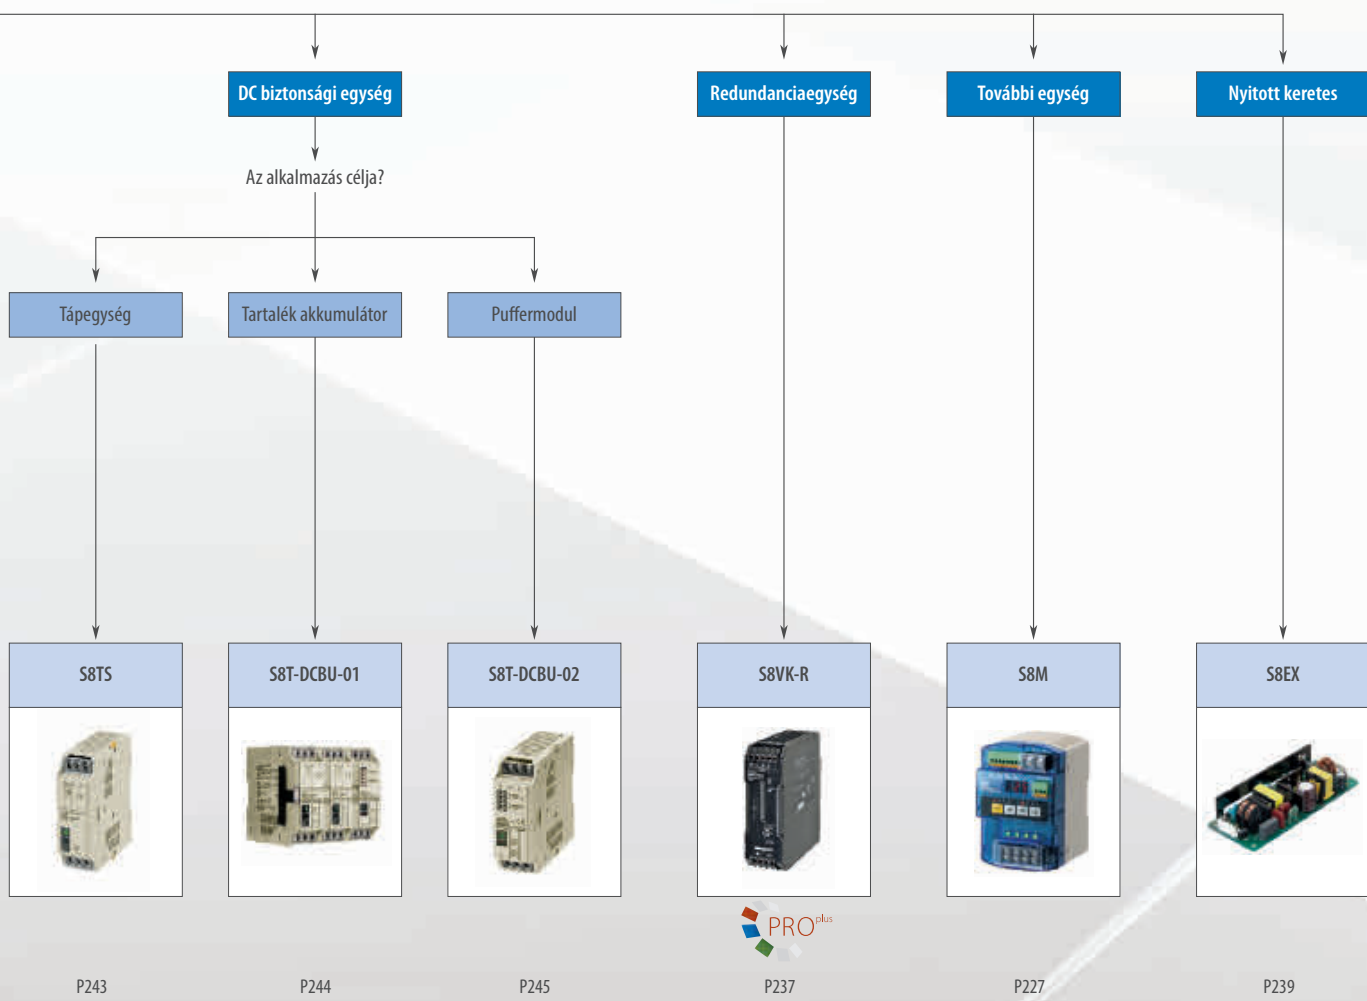 DC biztonsági egység
Redundanciaegység
További egység
Nyitott keretes
Az alkalmazás célja?
Tápegység
Tartalék akkumulátor
Puffermodul
S8TS
S8T-DCBU-01
S8T-DCBU-02
S8VK-R
S8M
S8EX
PRO plus
P243
P244
P245
P237
P227
P239